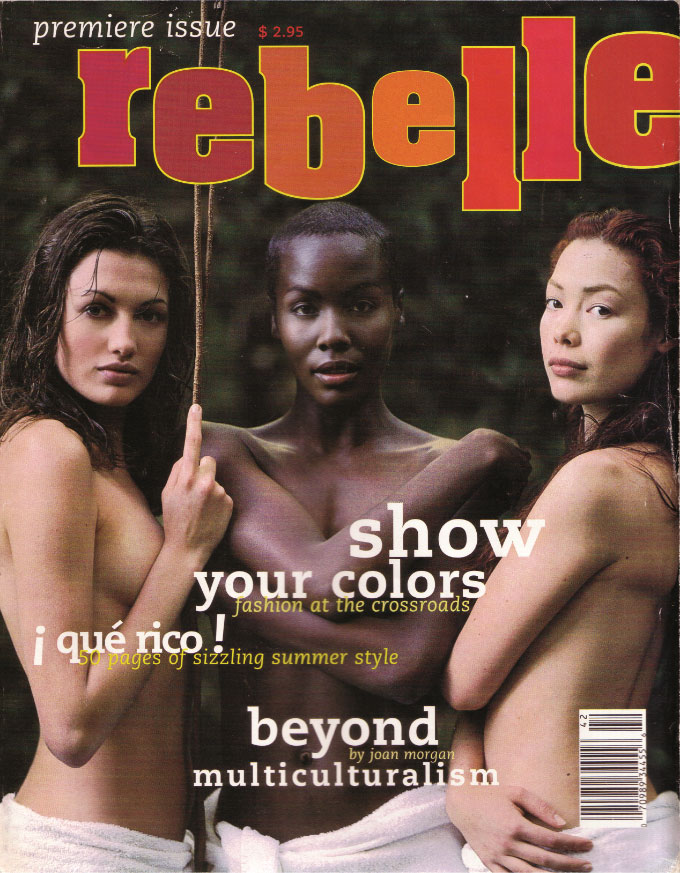 premiere issue $ 2.95
rebelle
show
your colors
fashion at the crossroads
¡ qué rico !
50 pages of sizzling summer style
beyond
by joan morgan
multiculturalism
42